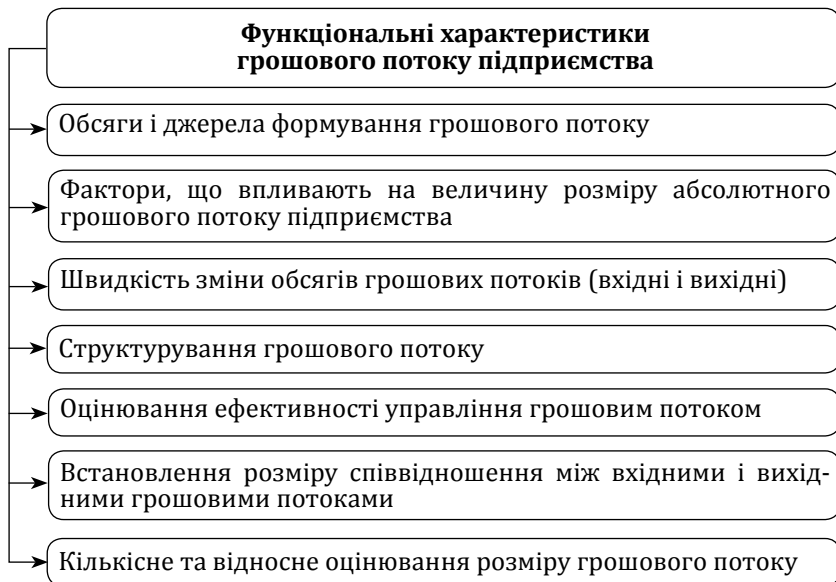 Функціональні характеристики
грошового потоку підприємства
Обсяги і джерела формування грошового потоку
Фактори, що впливають на величину розміру абсолютного
грошового потоку підприємства
Швидкість зміни обсягів грошових потоків (вхідні і вихідні)
Структурування грошового потоку
Оцінювання ефективності управління грошовим потоком
Встановлення розміру співвідношення між вхідними і вихід-
ними грошовими потоками
Кількісне та відносне оцінювання розміру грошового потоку